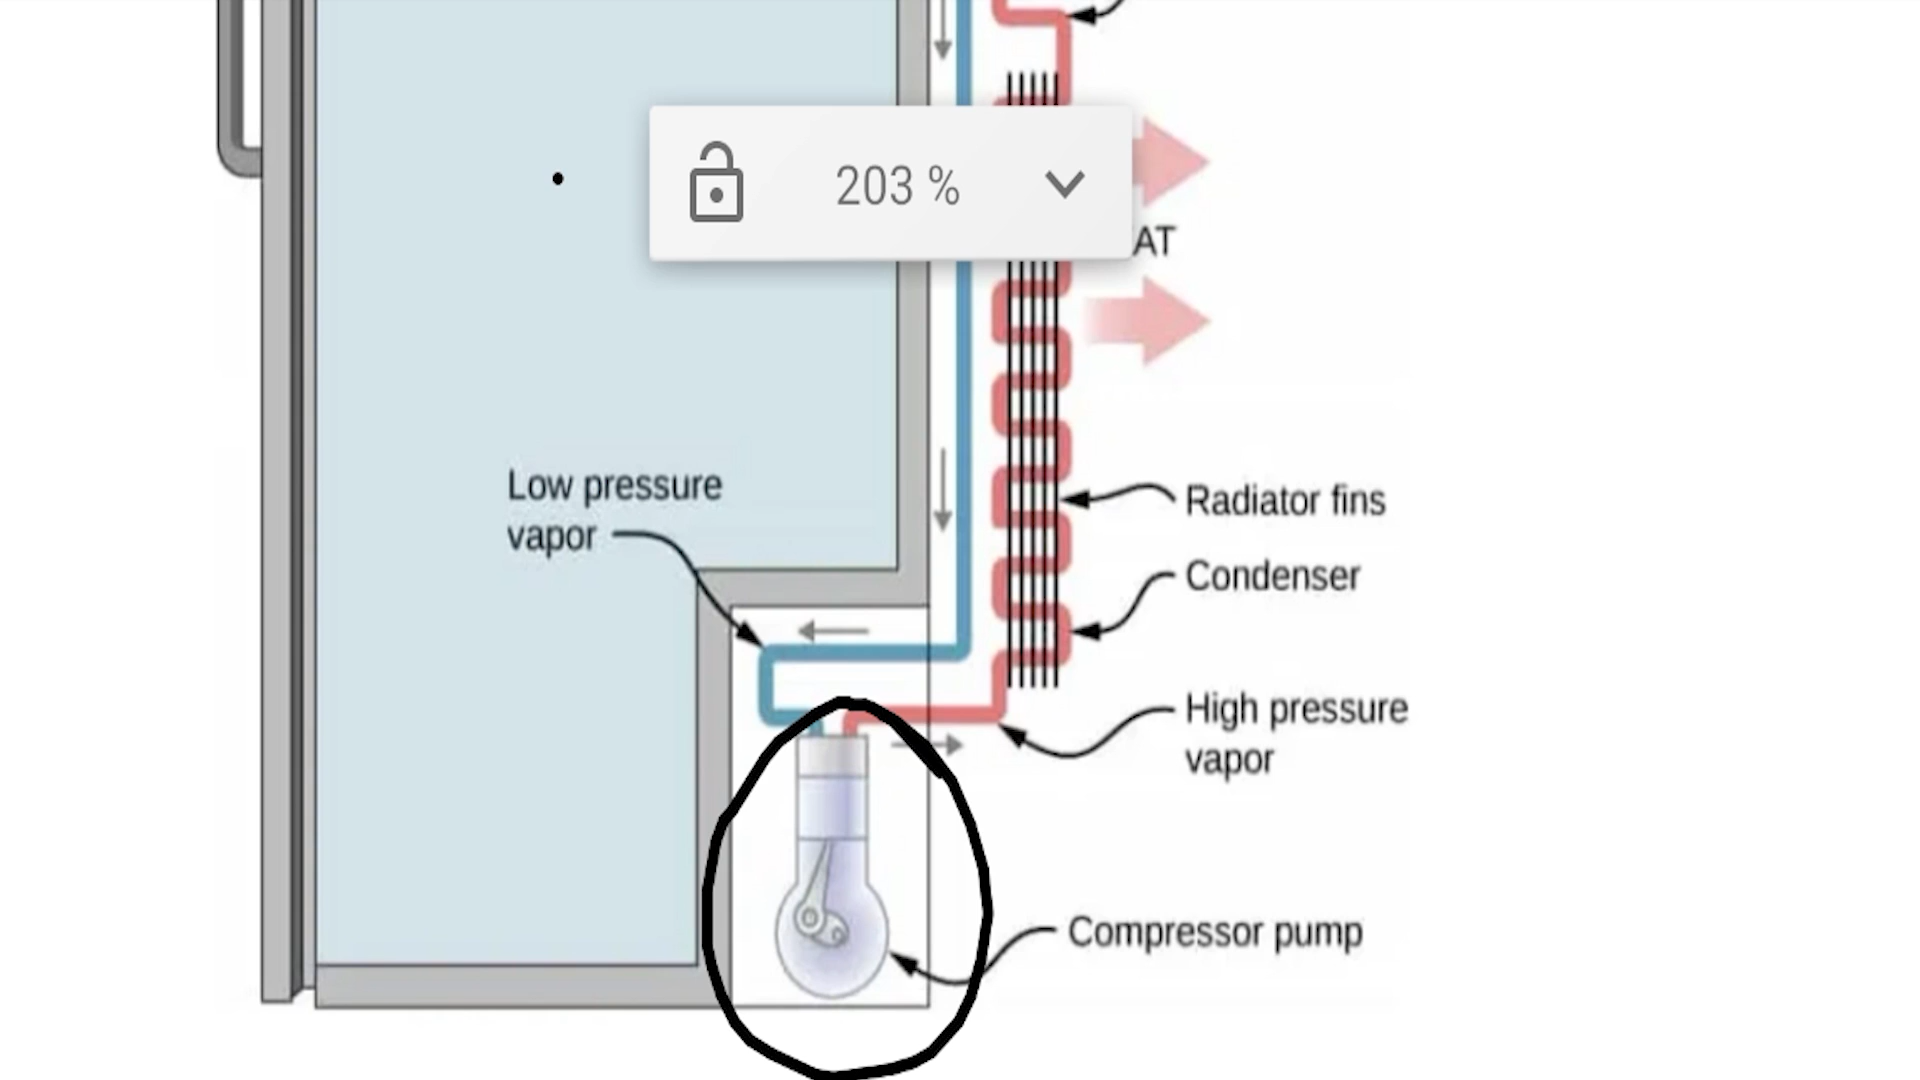 203 %
AT
Low pressure
vapor
Radiator fins
Condenser
High pressure
vapor
Compressor pump